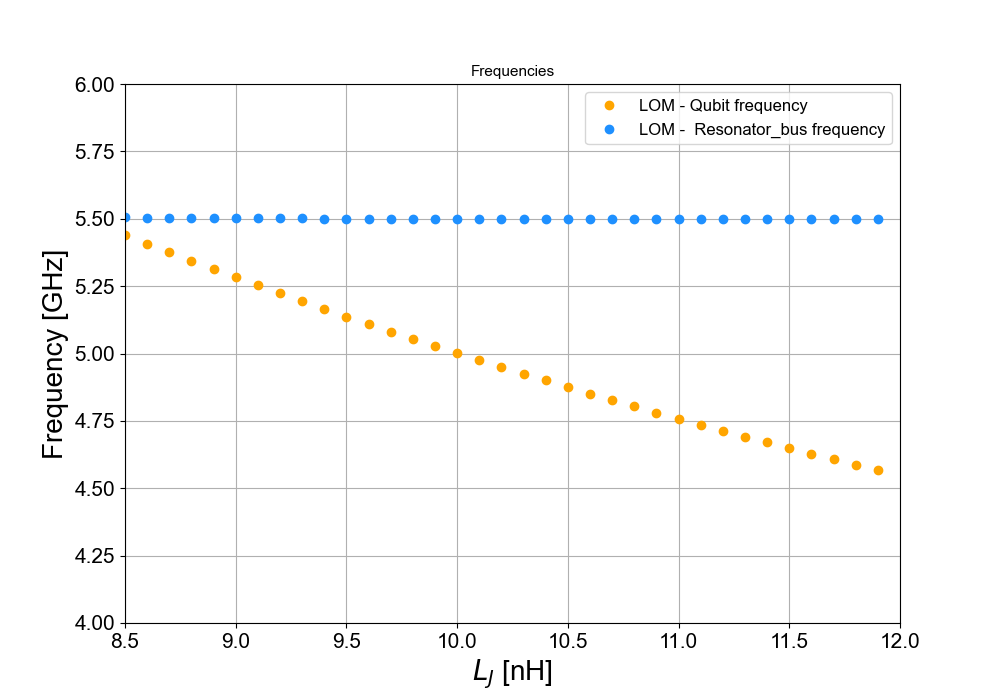 Frequencies
6.00
5.75
5.50
5.25
5.00
4.75
4.50
4.25
4.00
Frequency [GHz]
LOM - Qubit frequency
LOM -  Resonator_bus frequency
8.5 9.0 9.5 10.0 10.5 11.0 11.5 12.0
L_J [nH]